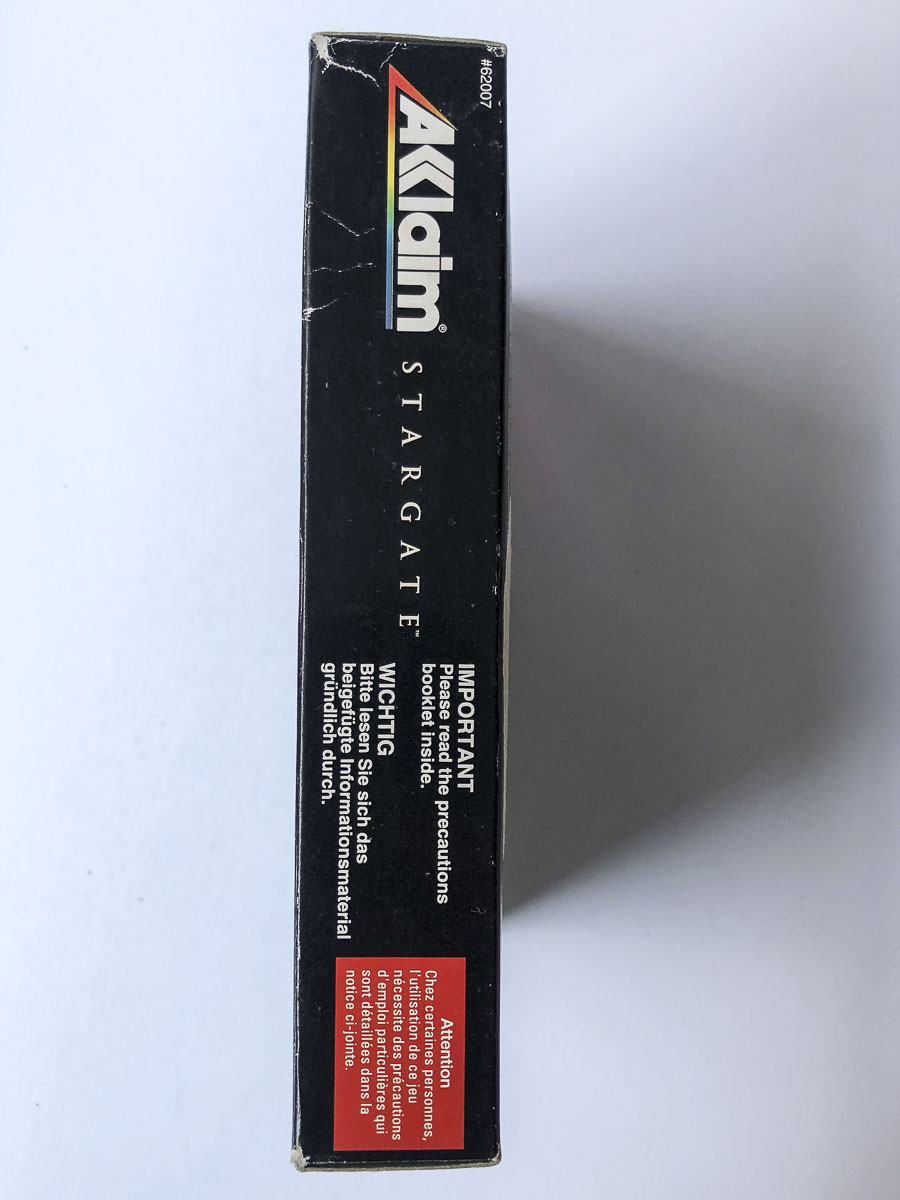 #62007
Acclaim®
STARGATE™
IMPORTANT
Please read the precautions
booklet inside.
WICHTIG
Bitte lesen Sie sich das
beigefügte Informationsmaterial
gründlich durch.
Attention
Chez certaines personnes,
l'utilisation de ce jeu
nécessite des précautions
d'emploi particulières qui
sont détaillées dans la
notice ci-jointe.